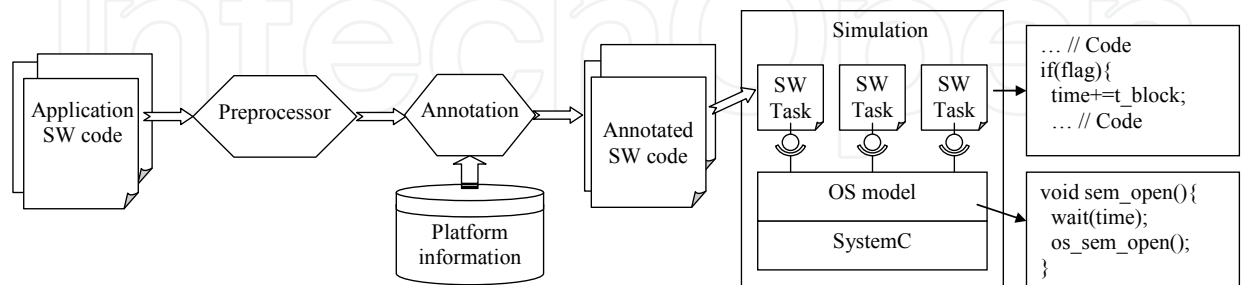 IntechOpen
Application
SW code
Preprocessor
Annotation
Platform
information
Annotated
SW code
Simulation
SW
Task
SW
Task
SW
Task
OS model
SystemC
… // Code
if(flag){
time+=t_block;
… // Code
void sem_open(){
wait(time);
os_sem_open();
}